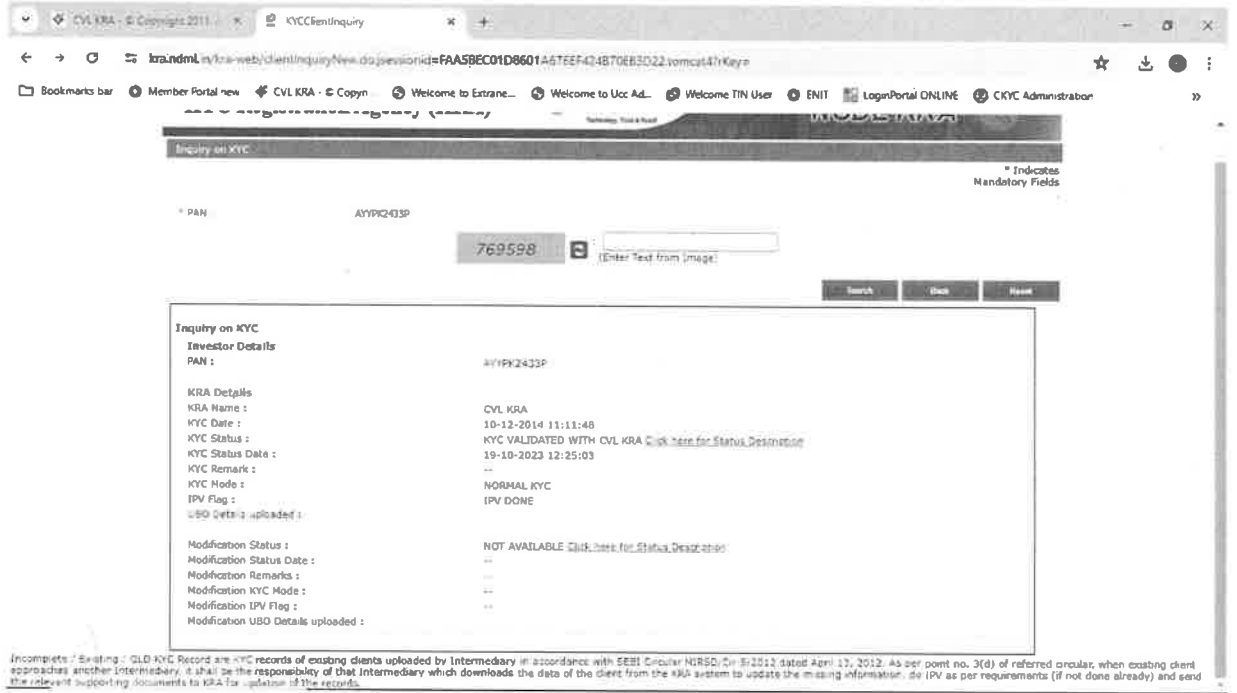 CVL KRA - © Copyright 2011
KYCClientInquiry
kra.ndml.in/kra-web/clientInquiryNew.do;jsessionid=FAA5BEC01D8601
Bookmarks bar Member Portal new CVL KRA - © Copyn Welcome to Extrane... Welcome to Ucc Ad... Welcome TIN User ENIT LoginPortal ONLINE CKYC Administration
Inquiry on KYC
* Indicates
Mandatory Fields
* PAN AYYPK2433P
769598
(Enter Text from Image)
Search Back Reset
Inquiry on KYC
Investor Details
PAN : AYYPK2433P
KRA Details
KRA Name : CVL KRA
KYC Date : 10-12-2014 11:11:48
KYC Status : KYC VALIDATED WITH CVL KRA Click here for Status Description
KYC Status Date : 19-10-2023 12:25:03
KYC Remark : --
KYC Mode : NORMAL KYC
IPV Flag : IPV DONE
UBO Details uploaded :
Modification Status : NOT AVAILABLE Click here for Status Description
Modification Status Date : --
Modification Remarks : --
Modification KYC Mode : --
Modification IPV Flag : --
Modification UBO Details uploaded :
Incomplete / Existing / OLD KYC Record are KYC records of existing clients uploaded by Intermediary in accordance with SEBI Circular MIRSD/Cir-5/2012 dated April 13, 2012. As per point no. 3(d) of referred circular, when existing client
approaches another Intermediary, it shall be the responsibility of that Intermediary which downloads the data of the client from the KRA system to update the missing information, do IPV as per requirements (if not done already) and send
the relevant supporting documents to KRA for updation of the records.